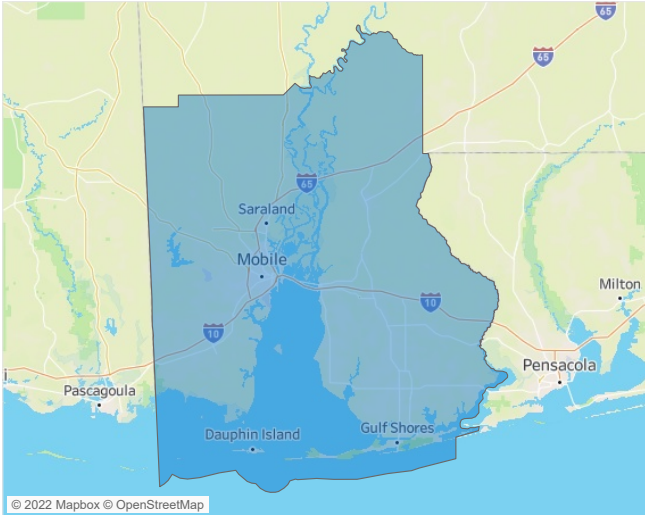 65
65
65
Saraland
Mobile
10
10
Milton
Pensacola
i
Pascagoula
Dauphin Island
Gulf Shores
© 2022 Mapbox © OpenStreetMap